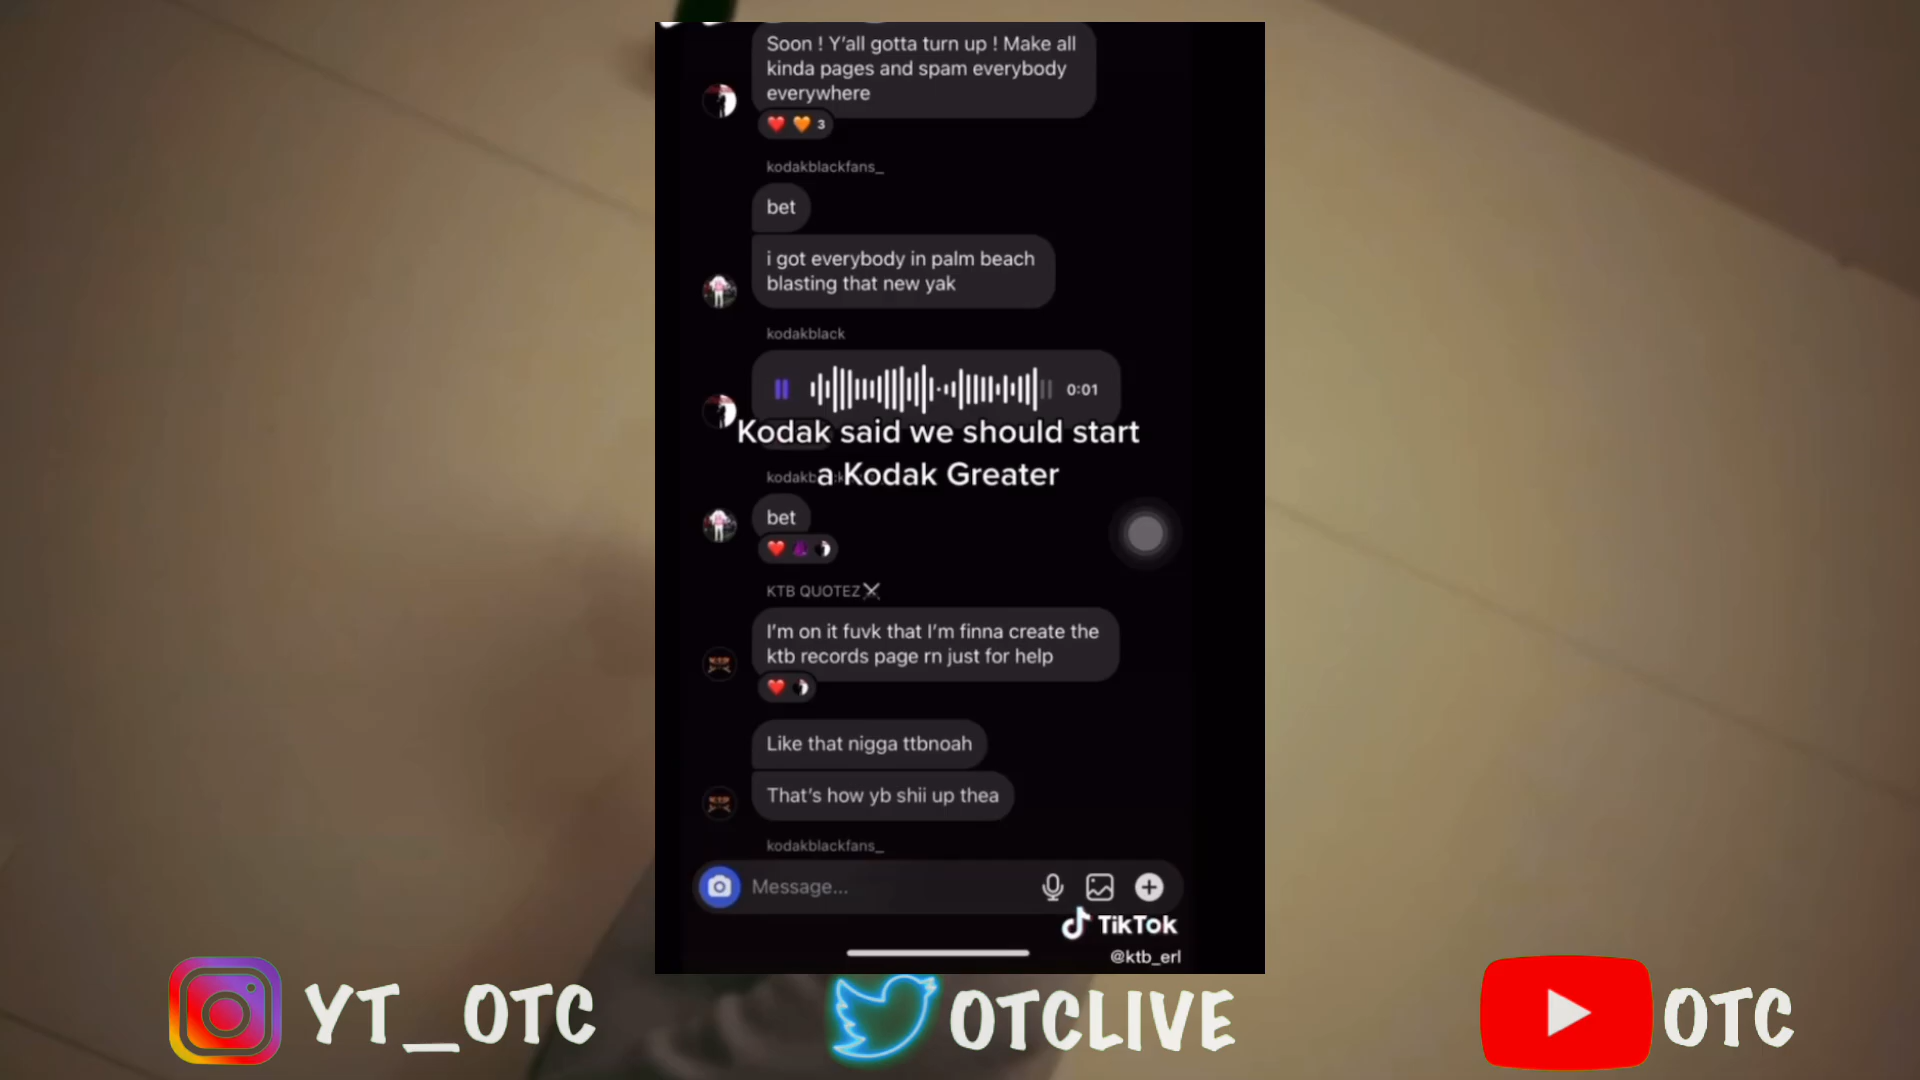 Soon ! Y'all gotta turn up ! Make all
kinda pages and spam everybody
everywhere
3
kodakblackfans_
bet
i got everybody in palm beach
blasting that new yak
kodakblack
0:01
Kodak said we should start
a Kodak Greater
bet
KTB QUOTEZ
I'm on it fuvk that I'm finna create the
ktb records page rn just for help
Like that nigga ttbnoah
That's how yb shii up thea
kodakblackfans_
Message...
TikTok
@ktb_erl
YT_OTC
OTCLIVE
OTC